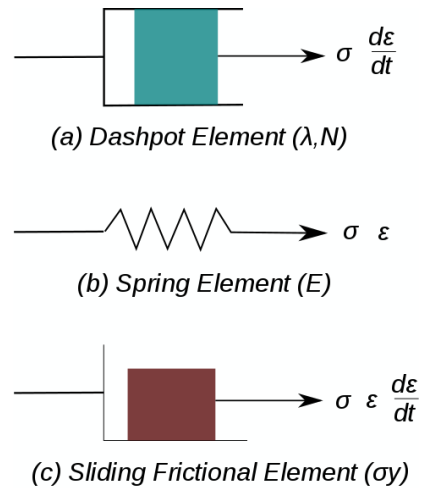 σ dε/dt
(a) Dashpot Element (λ,N)
σ ε
(b) Spring Element (E)
σ ε dε/dt
(c) Sliding Frictional Element (σy)